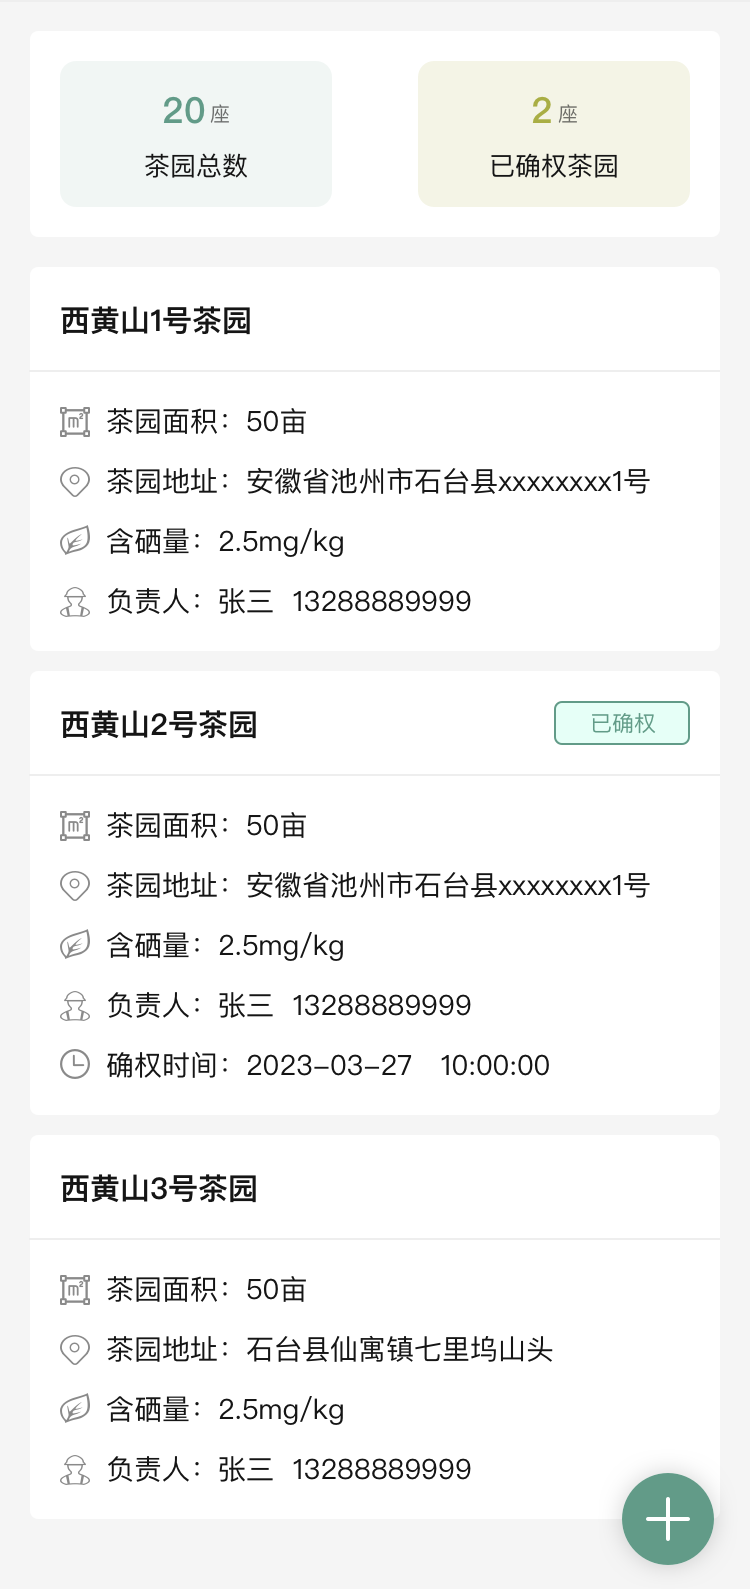 20 座
茶园总数
2 座
已确权茶园
西黄山1号茶园
m²
茶园面积：50亩
茶园地址：安徽省池州市石台县xxxxxxxx1号
含硒量：2.5mg/kg
负责人：张三 13288889999
西黄山2号茶园
已确权
m²
茶园面积：50亩
茶园地址：安徽省池州市石台县xxxxxxxx1号
含硒量：2.5mg/kg
负责人：张三 13288889999
确权时间：2023-03-27 10:00:00
西黄山3号茶园
m²
茶园面积：50亩
茶园地址：石台县仙寓镇七里坞山头
含硒量：2.5mg/kg
负责人：张三 13288889999